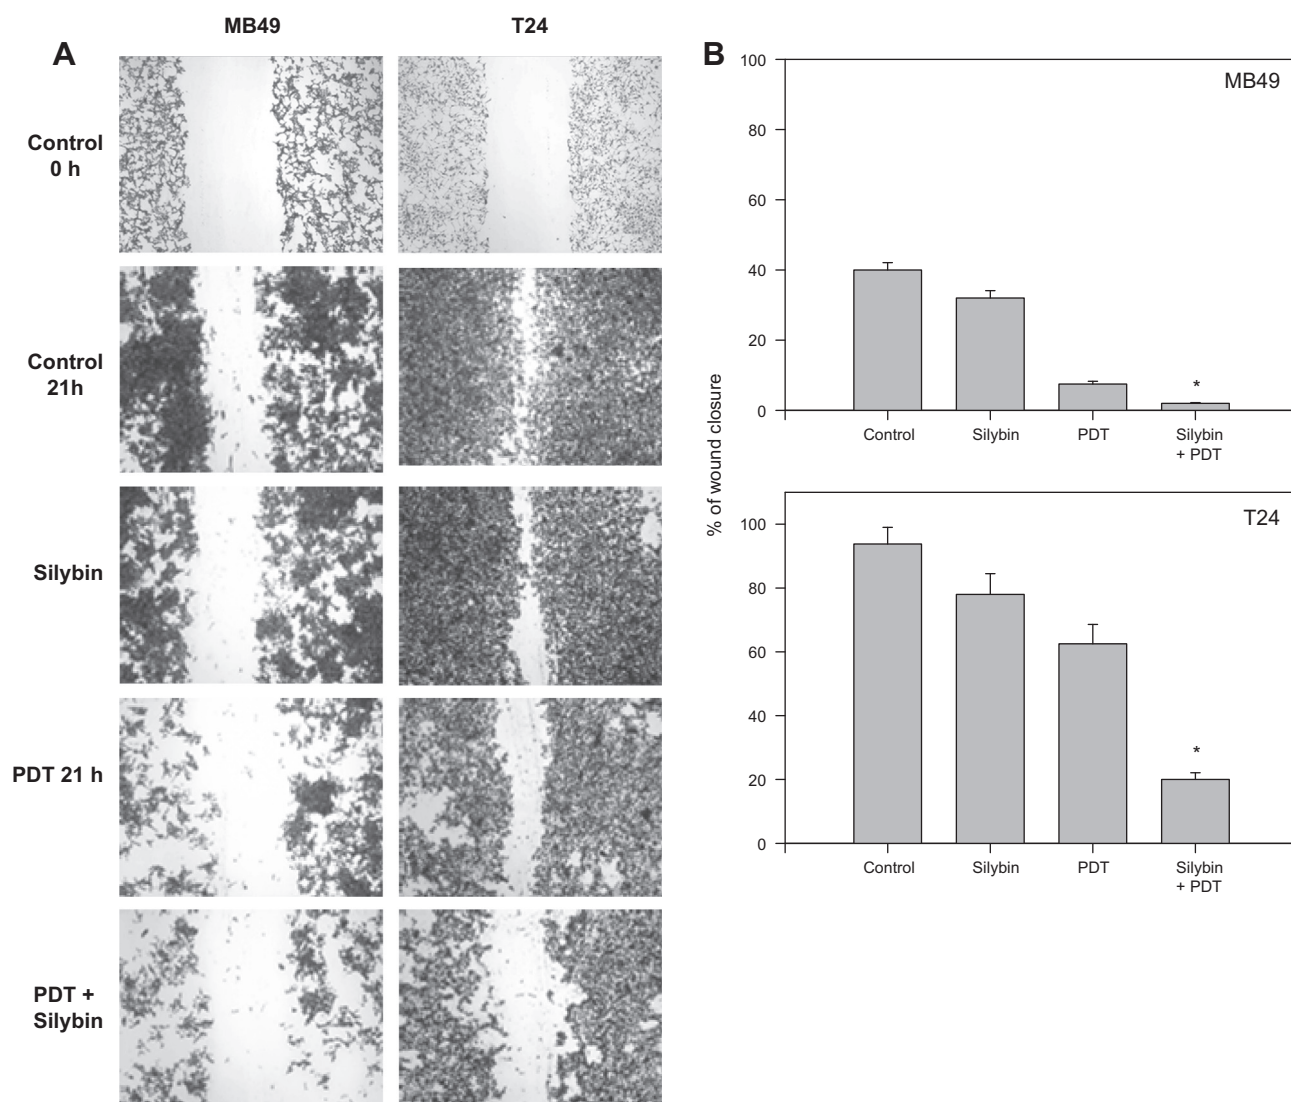 MB49
T24
A
Control
0 h
Control
21h
Silybin
PDT 21 h
PDT +
Silybin
B
% of wound closure
MB49
100
80
60
40
20
0
Control
Silybin
PDT
Silybin
+ PDT
*
T24
100
80
60
40
20
0
Control
Silybin
PDT
Silybin
+ PDT
*